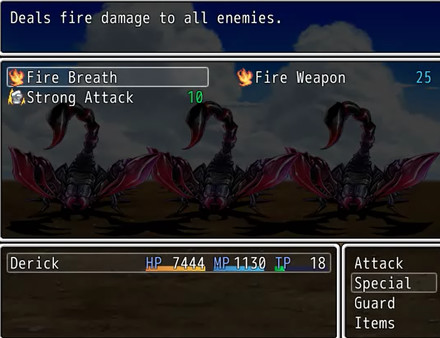 Deals fire damage to all enemies.
Fire Breath Fire Weapon 25
Strong Attack 10
Derick HP 7444 MP 1130 TP 18
Attack
Special
Guard
Items